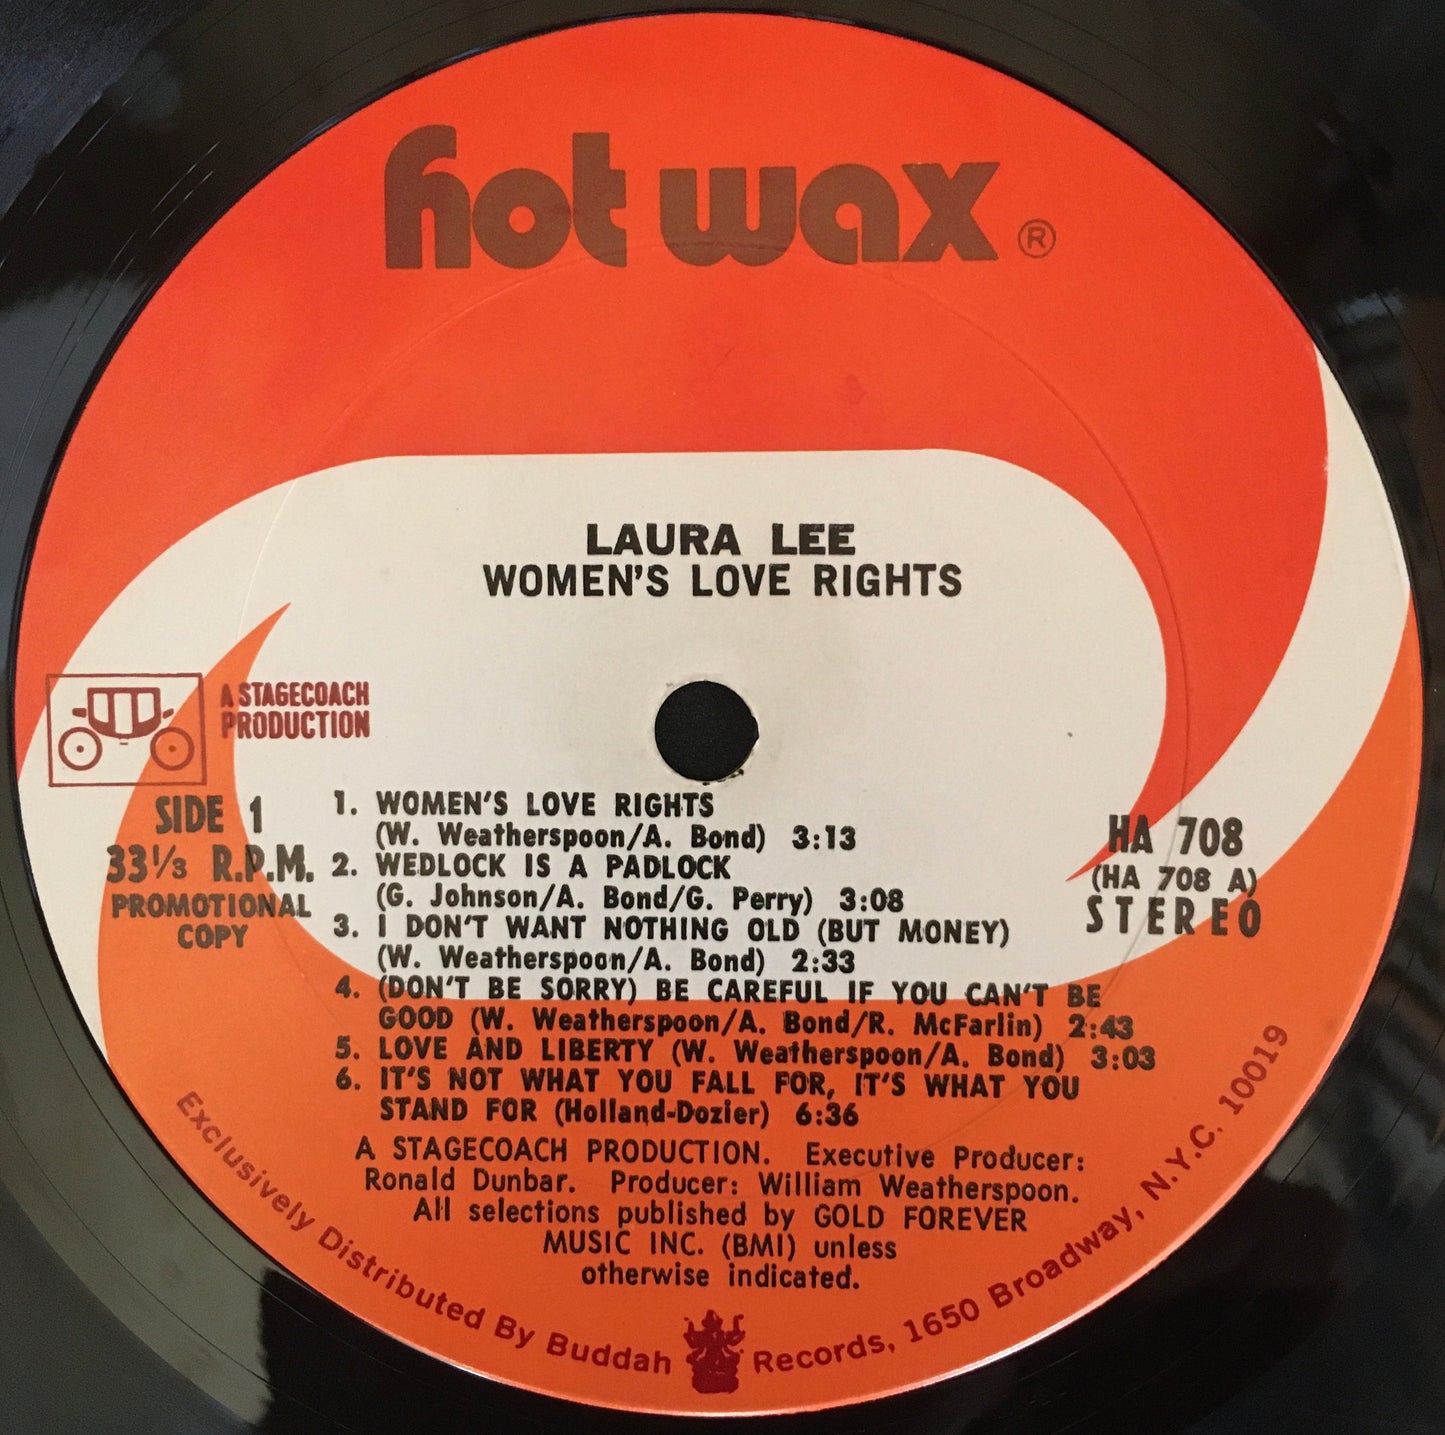 hot wax ®
LAURA LEE
WOMEN'S LOVE RIGHTS
A STAGECOACH
PRODUCTION
SIDE 1
33⅓ R.P.M.
PROMOTIONAL
COPY
HA 708
(HA 708 A)
STEREO
1. WOMEN'S LOVE RIGHTS
(W. Weatherspoon/A. Bond) 3:13
2. WEDLOCK IS A PADLOCK
(G. Johnson/A. Bond/G. Perry) 3:08
3. I DON'T WANT NOTHING OLD (BUT MONEY)
(W. Weatherspoon/A. Bond) 2:33
4. (DON'T BE SORRY) BE CAREFUL IF YOU CAN'T BE
GOOD (W. Weatherspoon/A. Bond/R. McFarlin) 2:43
5. LOVE AND LIBERTY (W. Weatherspoon/A. Bond) 3:03
6. IT'S NOT WHAT YOU FALL FOR, IT'S WHAT YOU
STAND FOR (Holland-Dozier) 6:36
A STAGECOACH PRODUCTION. Executive Producer:
Ronald Dunbar. Producer: William Weatherspoon.
All selections published by GOLD FOREVER
MUSIC INC. (BMI) unless
otherwise indicated.
Exclusively Distributed By Buddah Records, 1650 Broadway, N.Y.C. 10019